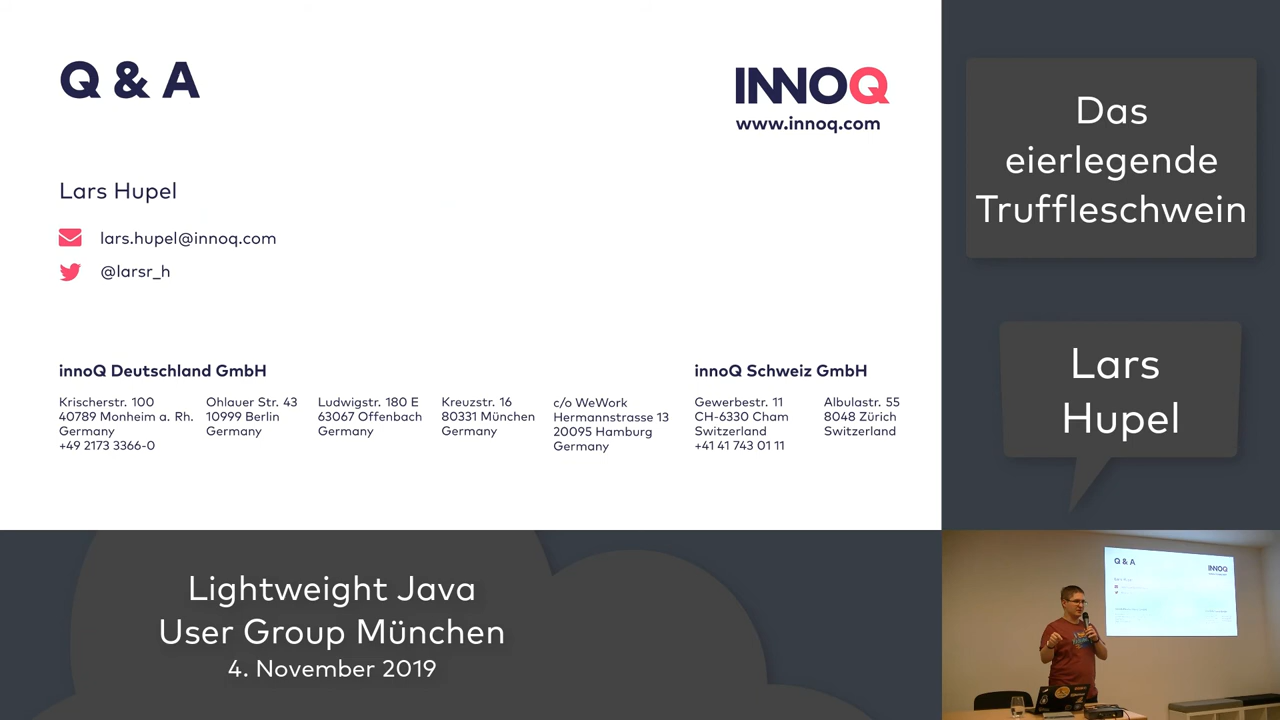 Q & A
INNOQ
www.innoq.com
Lars Hupel
lars.hupel@innoq.com
@larsr_h
innoQ Deutschland GmbH
Krischerstr. 100
40789 Monheim a. Rh.
Germany
+49 2173 3366-0
Ohlauer Str. 43
10999 Berlin
Germany
Ludwigstr. 180 E
63067 Offenbach
Germany
Kreuzstr. 16
80331 München
Germany
c/o WeWork
Hermannstrasse 13
20095 Hamburg
Germany
innoQ Schweiz GmbH
Gewerbestr. 11
CH-6330 Cham
Switzerland
+41 41 743 01 11
Albulastr. 55
8048 Zürich
Switzerland
Das
eierlegende
Truffleschwein
Lars
Hupel
Lightweight Java
User Group München
4. November 2019
Q & A
INNOQ